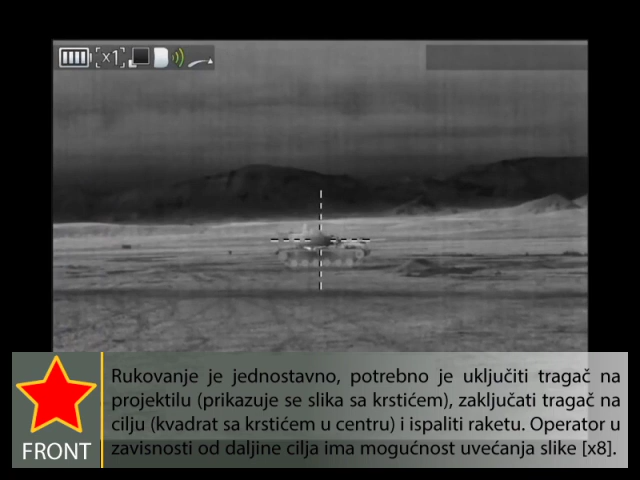 [x1]
Rukovanje je jednostavno, potrebno je uključiti tragač na
projektilu (prikazuje se slika sa krstićem), zaključati tragač na
cilju (kvadrat sa krstićem u centru) i ispaliti raketu. Operator u
zavisnosti od daljine cilja ima mogućnost uvećanja slike [x8].
FRONT